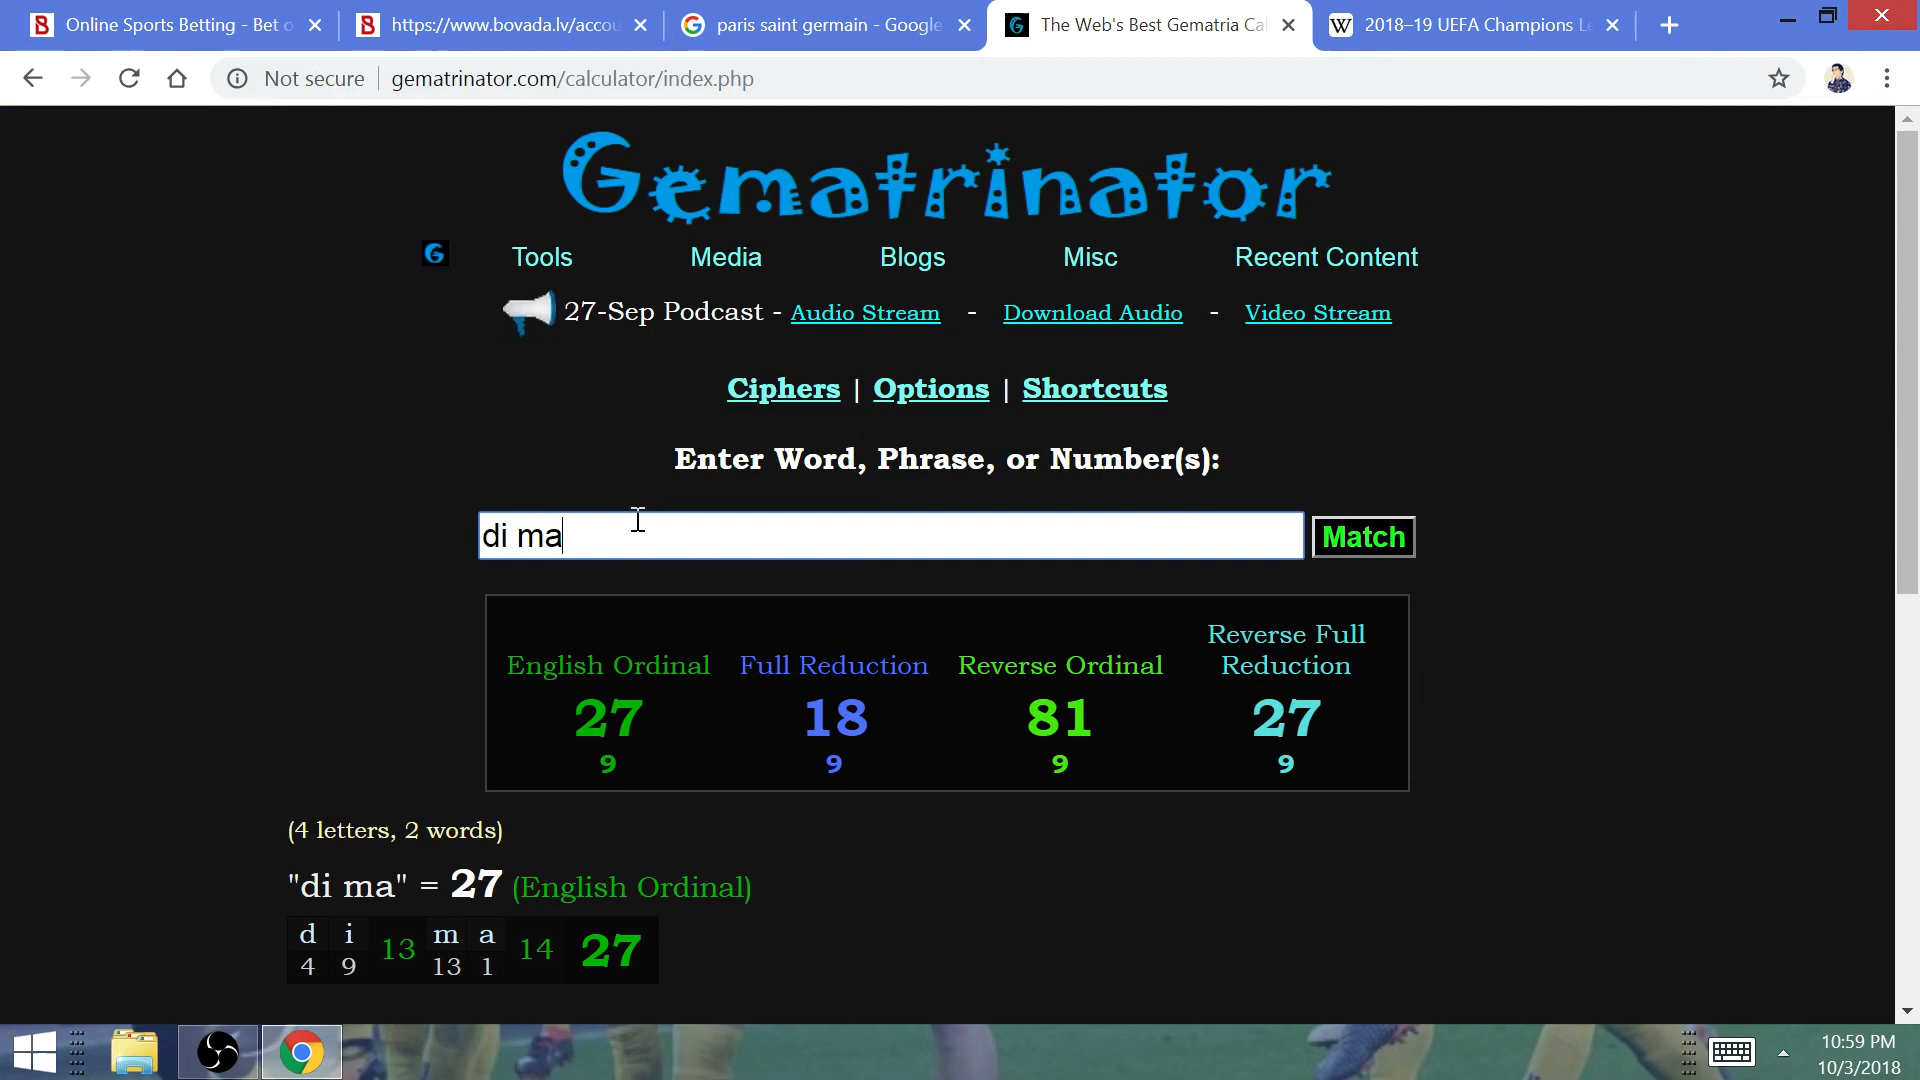 Online Sports Betting - Bet o
https://www.bovada.lv/accou
paris saint germain - Google
The Web's Best Gematria Cal
2018–19 UEFA Champions Le
Not secure | gematrinator.com/calculator/index.php
Gematrinator
G Tools Media Blogs Misc Recent Content
27-Sep Podcast - Audio Stream - Download Audio - Video Stream
Ciphers | Options | Shortcuts
Enter Word, Phrase, or Number(s):
di ma
Match
English Ordinal Full Reduction Reverse Ordinal Reverse Full Reduction
27 18 81 27
9 9 9 9
(4 letters, 2 words)
"di ma" = 27 (English Ordinal)
d i 13 m a 14 27
4 9 13 1
10:59 PM
10/3/2018